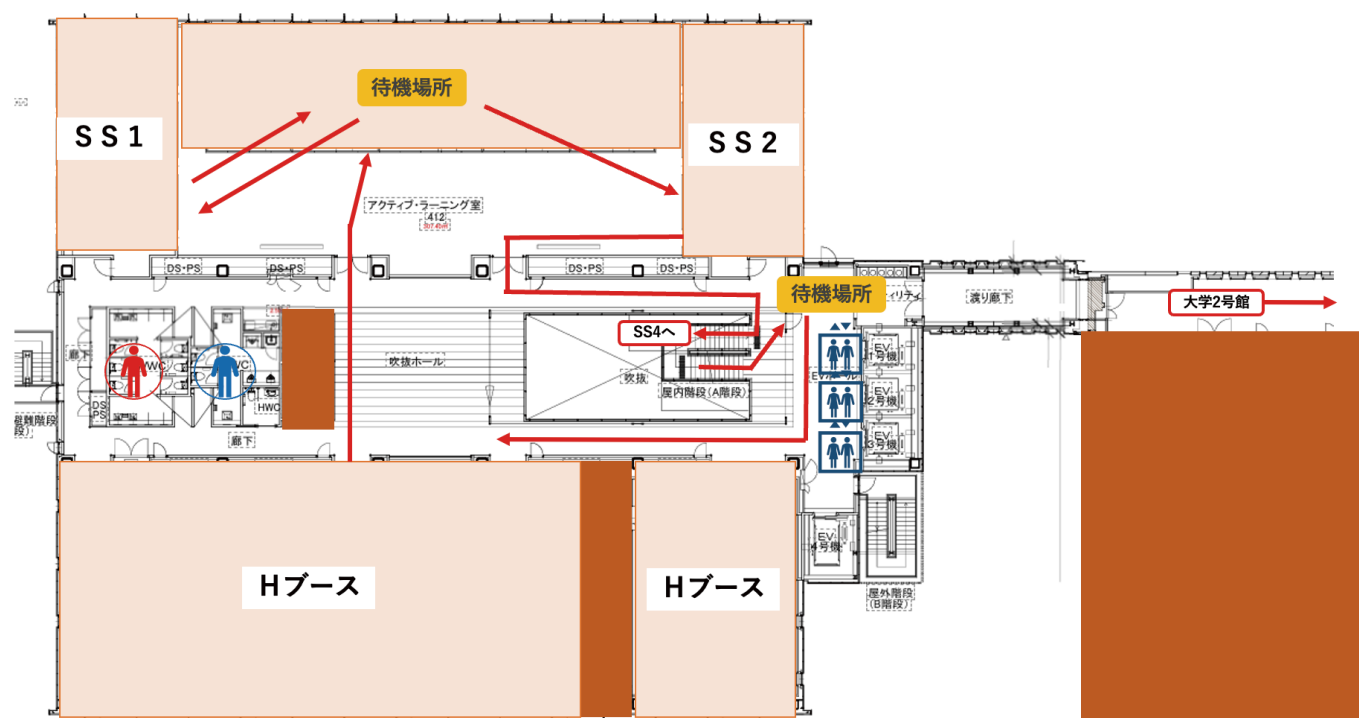 待機場所
SS1
SS2
アクティブ・ラーニング室
412
DS・PS
DS・PS
DS・PS
DS・PS
待機場所
渡り廊下
大学2号館
SS4へ
廊下
吹抜ホール
吹抜
屋内階段(A階段)
HWC
DS
PS
廊下
EV
1号機
EV
2号機
EV
3号機
EV
4号機
屋外階段
(B階段)
Hブース
Hブース